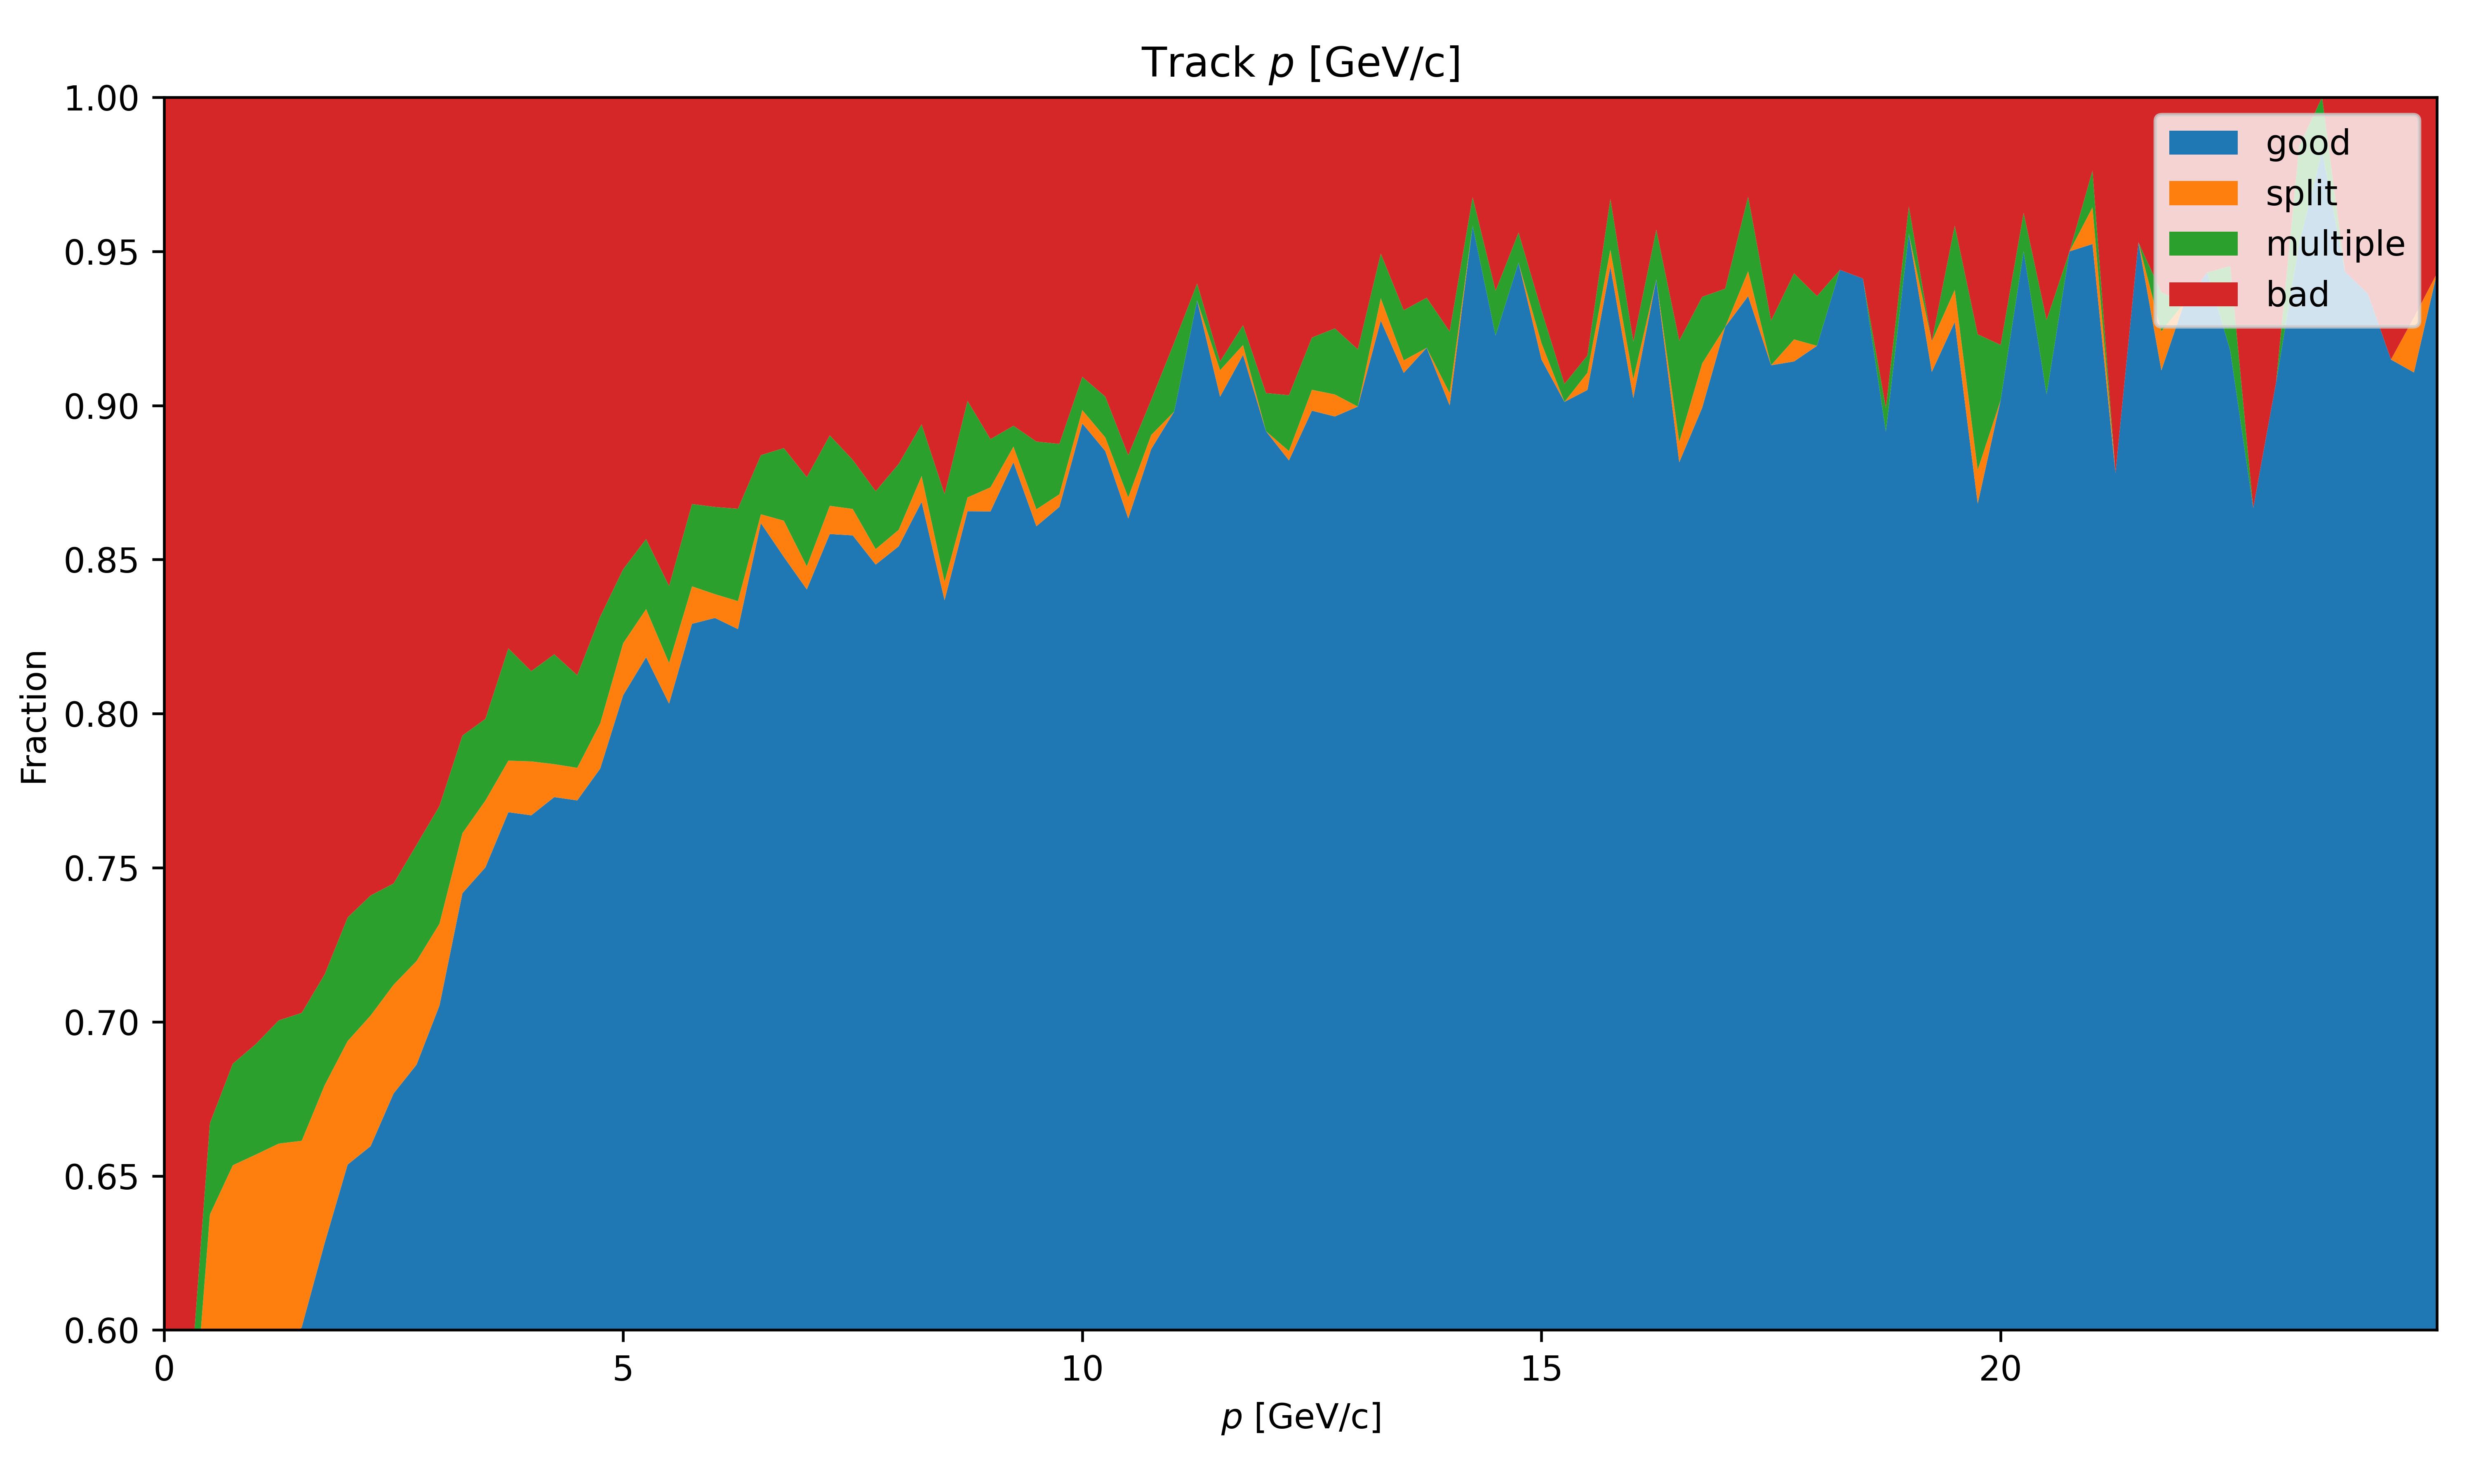 Track p [GeV/c]
1.00
0.95
0.90
0.85
0.80
0.75
0.70
0.65
0.60
Fraction
good
split
multiple
bad
0 5 10 15 20
p [GeV/c]